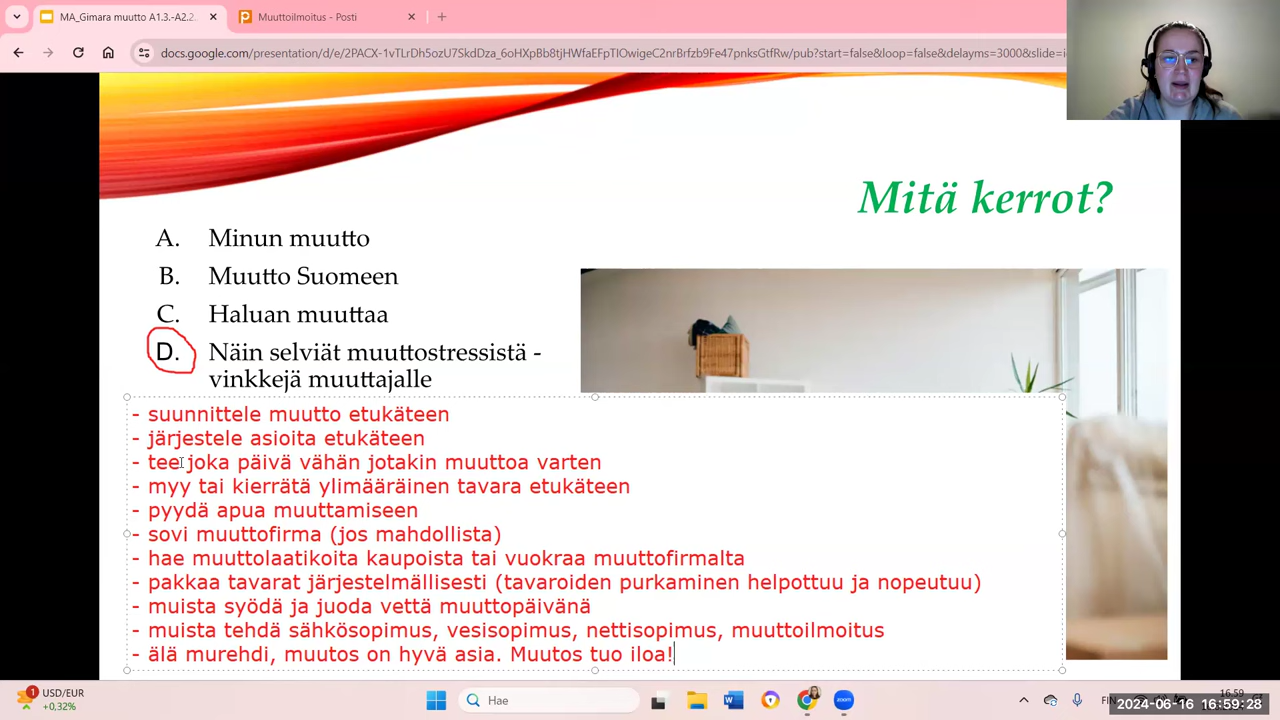 MA_Gimara muutto A1.3.-A2.2.
Muuttoilmoitus - Posti
docs.google.com/presentation/d/e/2PACX-1vTLrDh5ozU7SkdDza_6oHXpBb8tjHWfaEFpTIOwigeC2nrBrfzb9Fe47pnksGtfRw/pub?start=false&loop=false&delayms=3000&slide=i
Mitä kerrot?
A. Minun muutto
B. Muutto Suomeen
C. Haluan muuttaa
D. Näin selviät muuttostressistä -
vinkkejä muuttajalle
- suunnittele muutto etukäteen
- järjestele asioita etukäteen
- tee joka päivä vähän jotakin muuttoa varten
- myy tai kierrätä ylimääräinen tavara etukäteen
- pyydä apua muuttamiseen
- sovi muuttofirma (jos mahdollista)
- hae muuttolaatikoita kaupoista tai vuokraa muuttofirmalta
- pakkaa tavarat järjestelmällisesti (tavaroiden purkaminen helpottuu ja nopeutuu)
- muista syödä ja juoda vettä muuttopäivänä
- muista tehdä sähkösopimus, vesisopimus, nettisopimus, muuttoilmoitus
- älä murehdi, muutos on hyvä asia. Muutos tuo iloa!
1
USD/EUR
+0,32%
Hae
zoom
FIN
16.59
2024-06-16 16:59:28